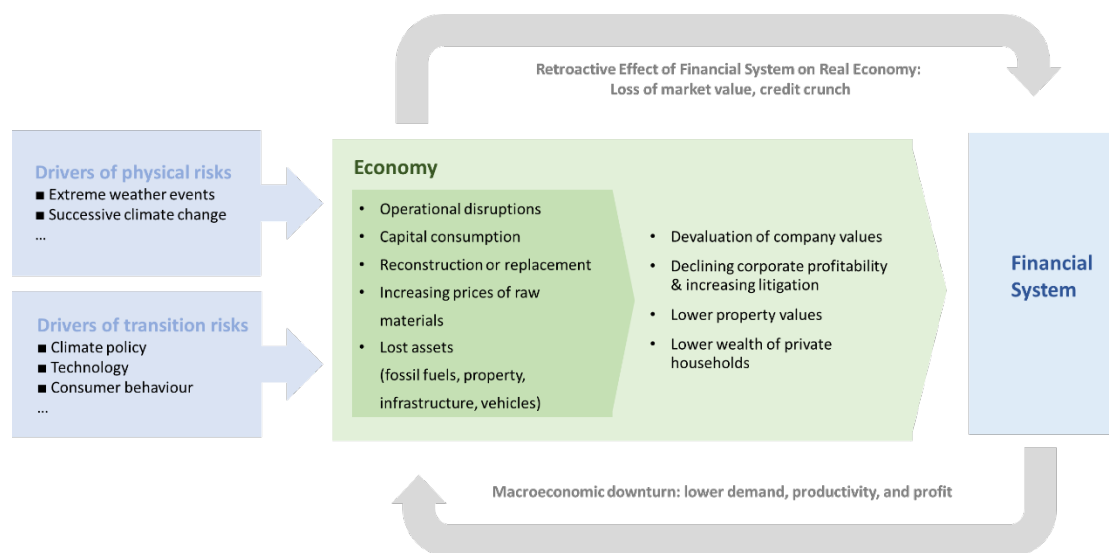 Retroactive Effect of Financial System on Real Economy:
Loss of market value, credit crunch
Drivers of physical risks
■ Extreme weather events
■ Successive climate change
...
Drivers of transition risks
■ Climate policy
■ Technology
■ Consumer behaviour
...
Economy
• Operational disruptions
• Capital consumption
• Reconstruction or replacement
• Increasing prices of raw
materials
• Lost assets
(fossil fuels, property,
infrastructure, vehicles)
• Devaluation of company values
• Declining corporate profitability
& increasing litigation
• Lower property values
• Lower wealth of private
households
Financial
System
Macroeconomic downturn: lower demand, productivity, and profit